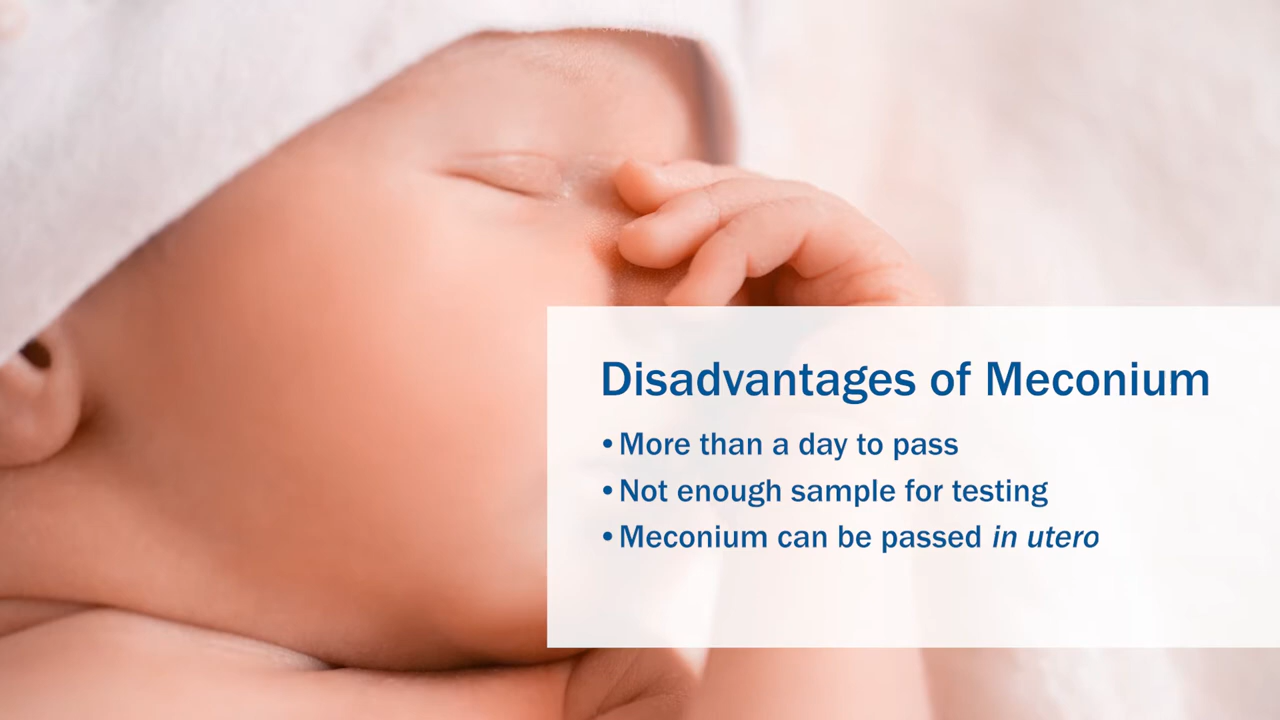 Disadvantages of Meconium
•More than a day to pass
•Not enough sample for testing
•Meconium can be passed in utero